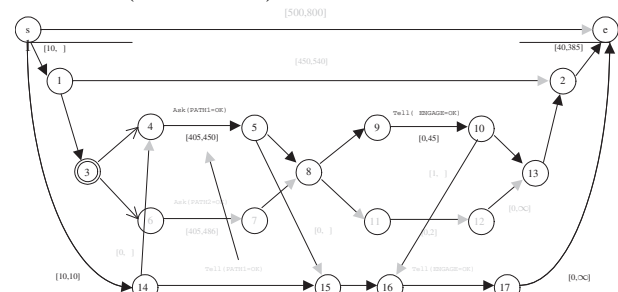 [500,800]
s e
[10, ] [40,385]
[450,540]
1 2
Ask(PATH1=OK) Tell( ENGAGE=OK)
4 5 9 10
[405,450] [0,45]
3 8 13
[1, ]
Ask(PATH2=OK)
6 7 11 12
[0,∞]
[405,486] [0,2]
[0, ] [0, ]
[10,10] Tell(PATH1=OK) Tell(ENGAGE=OK) [0,∞]
14 15 16 17